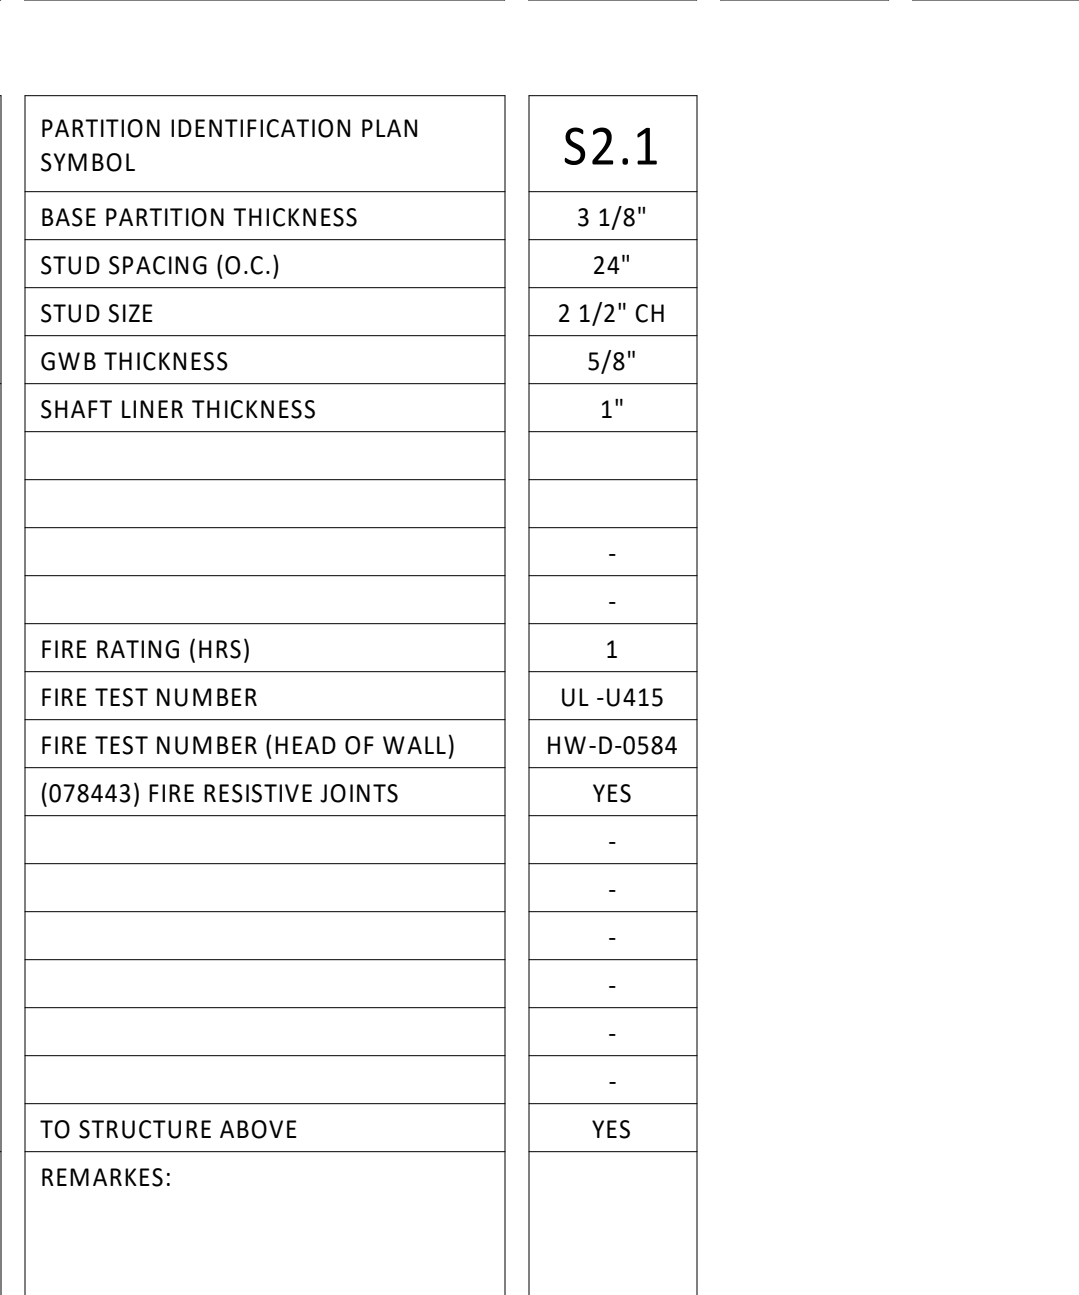 PARTITION IDENTIFICATION PLAN
SYMBOL
S2.1
BASE PARTITION THICKNESS
3 1/8"
STUD SPACING (O.C.)
24"
STUD SIZE
2 1/2" CH
GWB THICKNESS
5/8"
SHAFT LINER THICKNESS
1"
-
-
FIRE RATING (HRS)
1
FIRE TEST NUMBER
UL -U415
FIRE TEST NUMBER (HEAD OF WALL)
HW-D-0584
(078443) FIRE RESISTIVE JOINTS
YES
-
-
-
-
-
-
TO STRUCTURE ABOVE
YES
REMARKES: